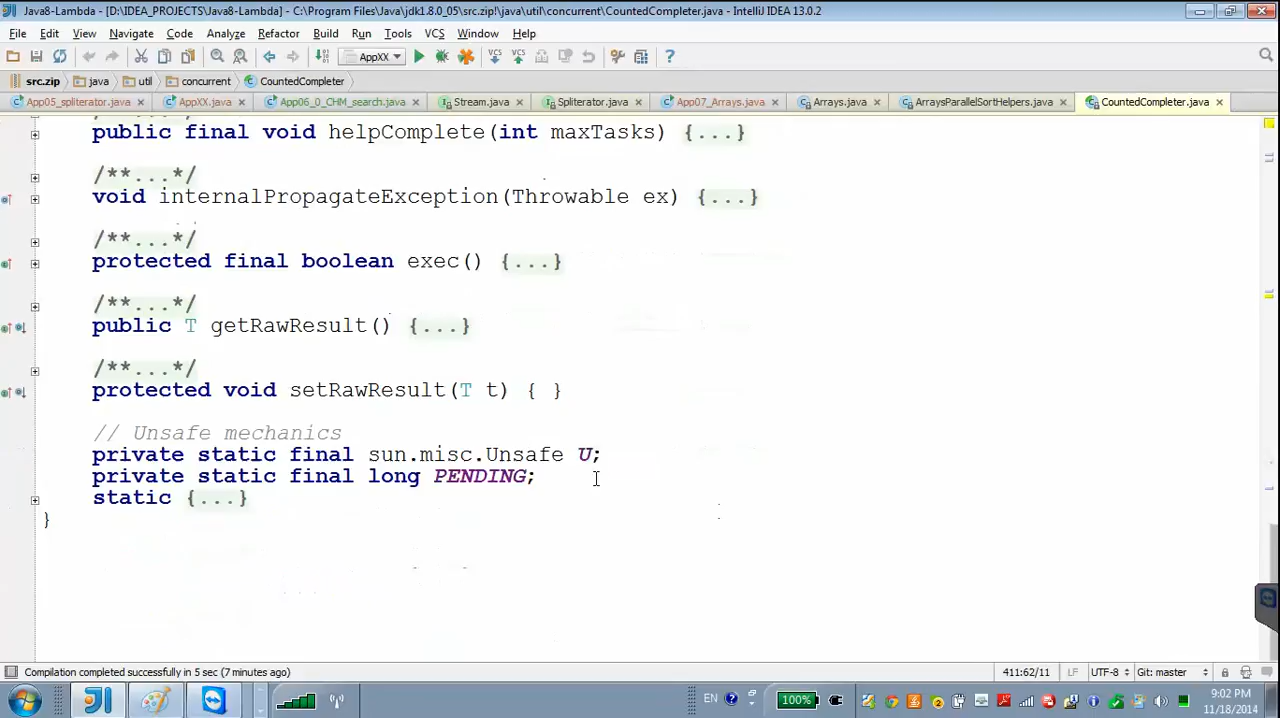 Java8-Lambda - [D:\IDEA_PROJECTS\Java8-Lambda] - C:\Program Files\Java\jdk1.8.0_05\src.zip!\java\util\concurrent\CountedCompleter.java - IntelliJ IDEA 13.0.2
File Edit View Navigate Code Analyze Refactor Build Run Tools VCS Window Help
AppXX
src.zip java util concurrent CountedCompleter
App05_spliterator.java AppXX.java App06_0_CHM_search.java Stream.java Spliterator.java App07_Arrays.java Arrays.java ArraysParallelSortHelpers.java CountedCompleter.java
/**...*/
public final void helpComplete(int maxTasks) {...}
/**...*/
void internalPropagateException(Throwable ex) {...}
/**...*/
protected final boolean exec() {...}
/**...*/
public T getRawResult() {...}
/**...*/
protected void setRawResult(T t) { }
// Unsafe mechanics
private static final sun.misc.Unsafe U;
private static final long PENDING;
static {...}
}
Compilation completed successfully in 5 sec (7 minutes ago) 411:62/11 LF UTF-8 Git: master
EN 100% 9:02 PM
11/18/2014